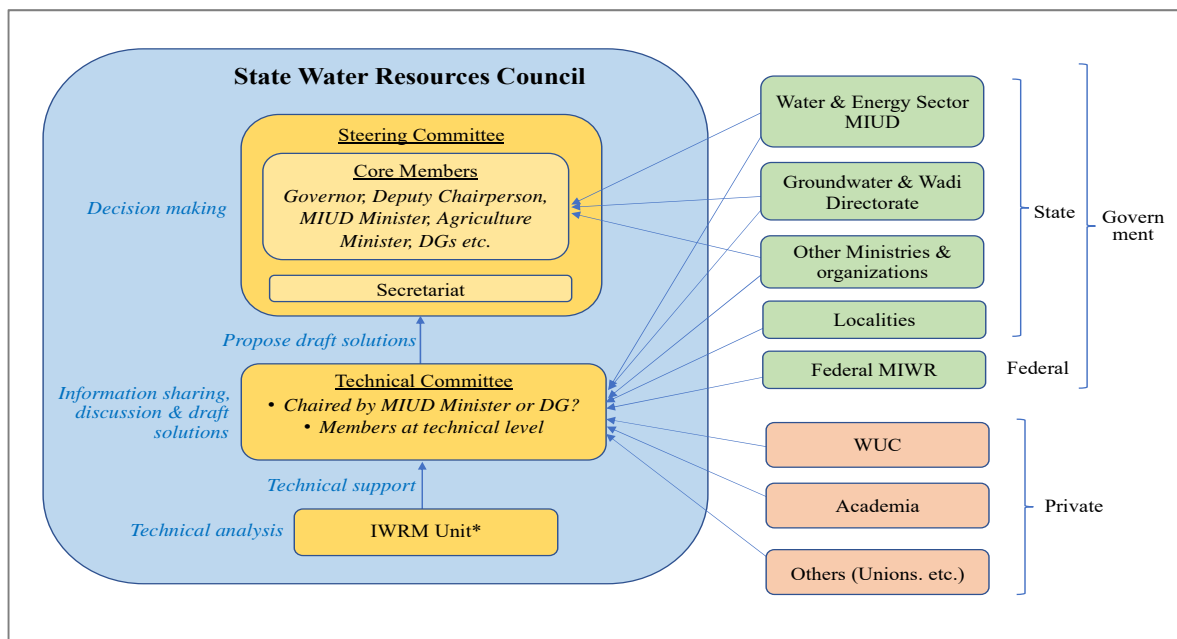 State Water Resources Council
Steering Committee
Core Members
Governor, Deputy Chairperson,
MIUD Minister, Agriculture
Minister, DGs etc.
Decision making
Secretariat
Propose draft solutions
Information sharing,
discussion & draft
solutions
Technical Committee
• Chaired by MIUD Minister or DG?
• Members at technical level
Technical support
Technical analysis
IWRM Unit*
Water & Energy Sector
MIUD
Groundwater & Wadi
Directorate
Other Ministries &
organizations
Localities
Federal MIWR
State
Federal
Govern
ment
WUC
Academia
Others (Unions. etc.)
Private